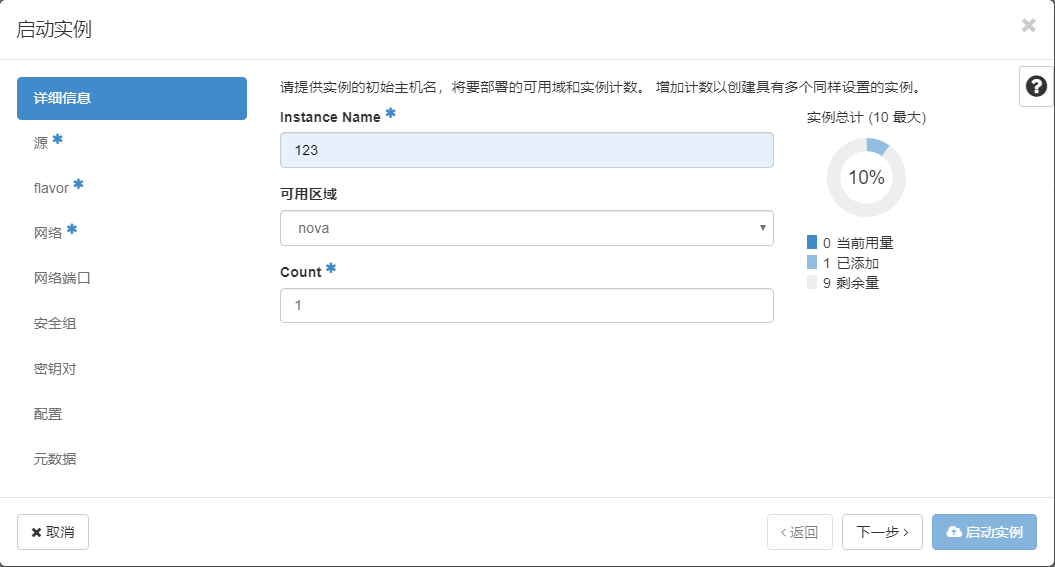 启动实例
详细信息
源 *
flavor *
网络 *
网络端口
安全组
密钥对
配置
元数据
请提供实例的初始主机名，将要部署的可用域和实例计数。 增加计数以创建具有多个同样设置的实例。
Instance Name *
123
可用区域
nova
Count *
1
实例总计 (10 最大)
10%
0 当前用量
1 已添加
9 剩余量
取消
返回
下一步
启动实例